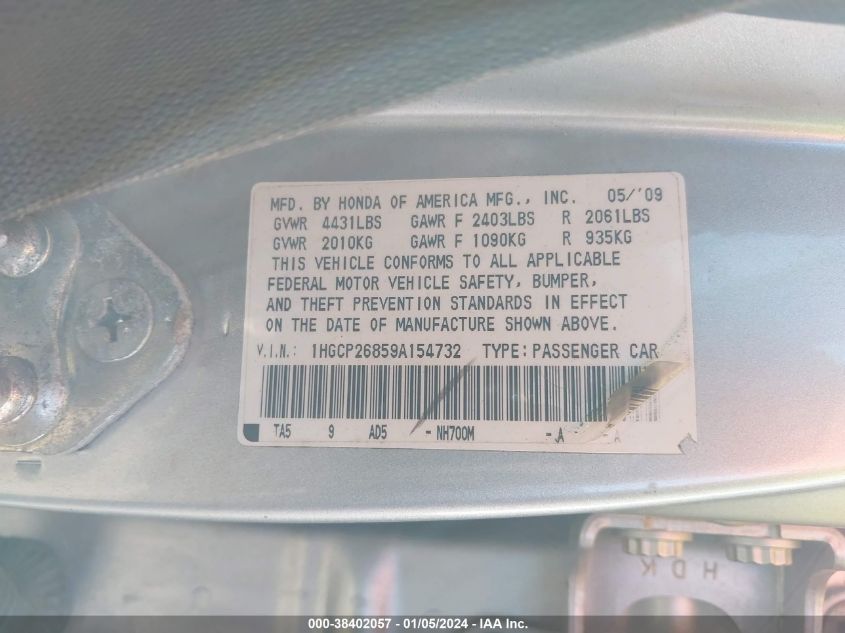 MFD. BY HONDA OF AMERICA MFG., INC. 05/'09
GVWR 4431LBS GAWR F 2403LBS R 2061LBS
GVWR 2010KG GAWR F 1090KG R 935KG
THIS VEHICLE CONFORMS TO ALL APPLICABLE
FEDERAL MOTOR VEHICLE SAFETY, BUMPER,
AND THEFT PREVENTION STANDARDS IN EFFECT
ON THE DATE OF MANUFACTURE SHOWN ABOVE.
V.I.N.: 1HGCP26859A154732 TYPE: PASSENGER CAR
TA5 9 AD5 - NH700M - A - A
HDK
000-38402057 - 01/05/2024 - IAA Inc.